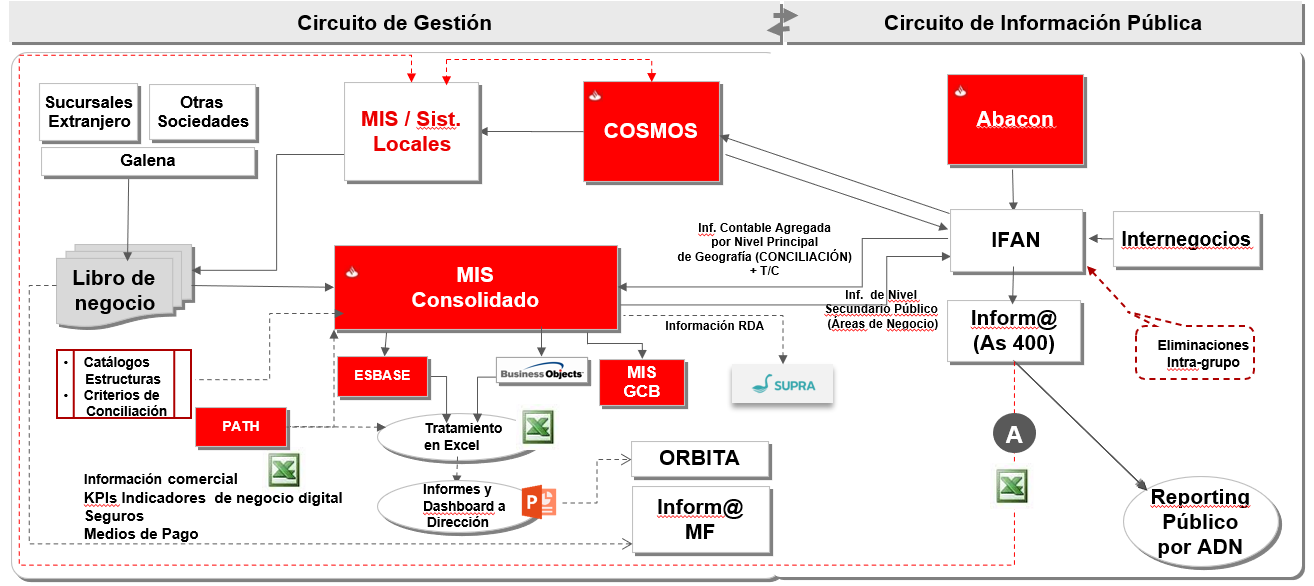 Circuito de Gestión
Circuito de Información Pública
Sucursales
Extranjero
Otras
Sociedades
Galena
MIS / Sist.
Locales
COSMOS
Abacon
IFAN
Internegocios
Libro de
negocio
MIS
Consolidado
Inf. Contable Agregada
por Nivel Principal
de Geografía (CONCILIACIÓN)
+ T/C
Inf. de Nivel
Secundario Público
(Áreas de Negocio)
Información RDA
Inform@
(As 400)
Eliminaciones
Intra-grupo
• Catálogos
Estructuras
• Criterios de
Conciliación
ESBASE
BusinessObjects
MIS
GCB
SUPRA
PATH
Tratamiento
en Excel
A
Información comercial
KPIs Indicadores de negocio digital
Seguros
Medios de Pago
Informes y
Dashboard a
Dirección
P
ORBITA
Inform@
MF
Reporting
Público
por ADN